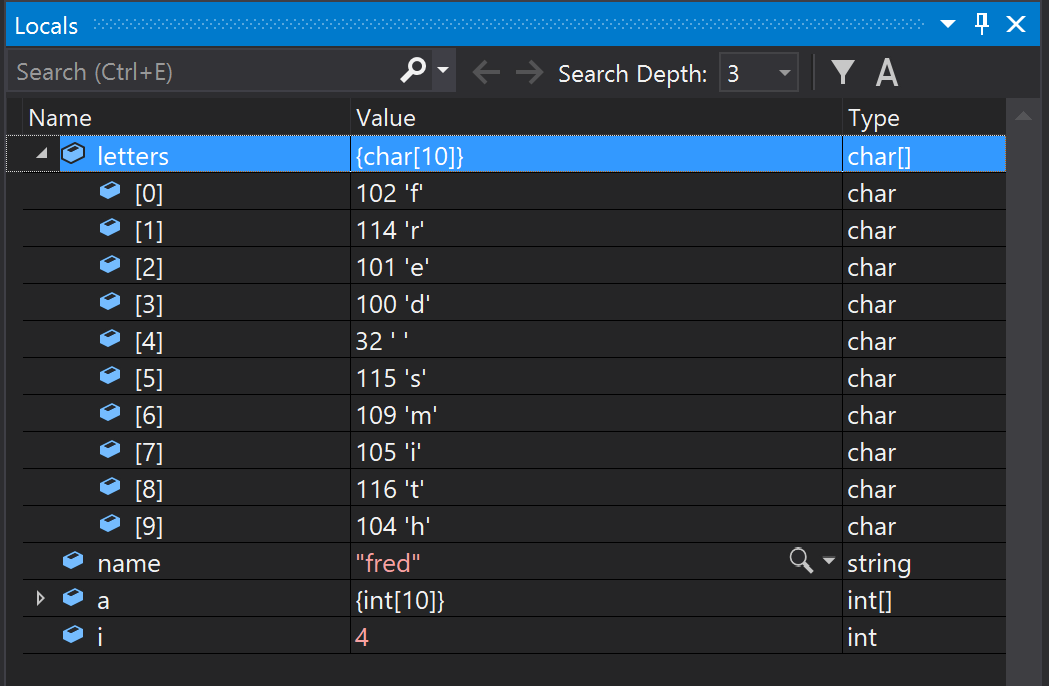 Locals
Search (Ctrl+E) Search Depth: 3 A
Name Value Type
letters {char[10]} char[]
[0] 102 'f' char
[1] 114 'r' char
[2] 101 'e' char
[3] 100 'd' char
[4] 32 ' ' char
[5] 115 's' char
[6] 109 'm' char
[7] 105 'i' char
[8] 116 't' char
[9] 104 'h' char
name "fred" string
a {int[10]} int[]
i 4 int